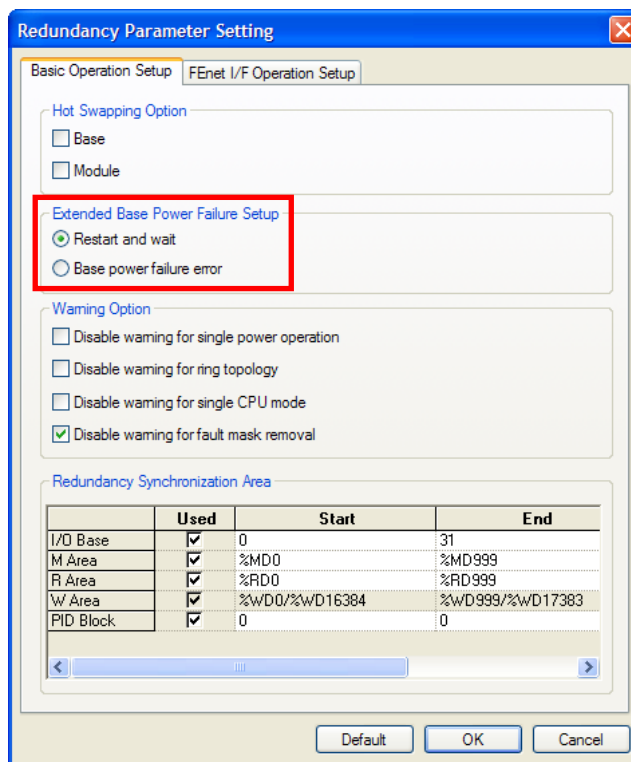 Redundancy Parameter Setting
Basic Operation Setup FEnet I/F Operation Setup
Hot Swapping Option
Base
Module
Extended Base Power Failure Setup
Restart and wait
Base power failure error
Warning Option
Disable warning for single power operation
Disable warning for ring topology
Disable warning for single CPU mode
Disable warning for fault mask removal
Redundancy Synchronization Area
Used Start End
I/O Base 0 31
M Area %MD0 %MD999
R Area %RD0 %RD999
W Area %WD0/%WD16384 %WD999/%WD17383
PID Block 0 0
Default OK Cancel